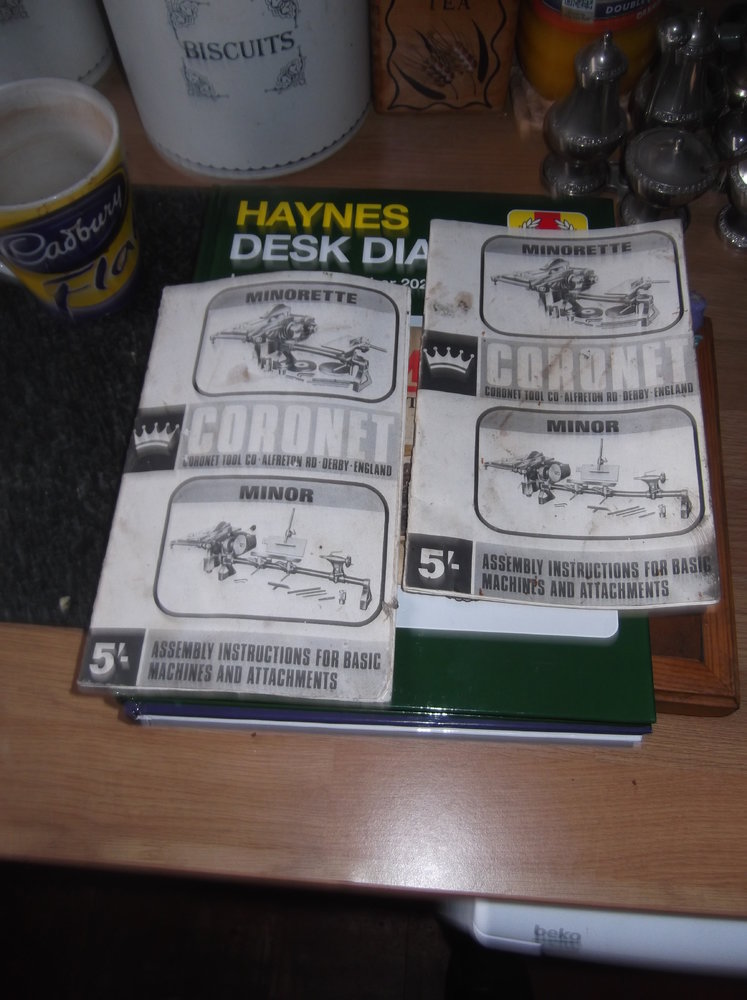 BISCUITS
TEA
DOUBLE
Cadbury
Fla
HAYNES
DESK DIA
MINORETTE
CORONET
CORONET TOOL CO · ALFRETON RD · DERBY · ENGLAND
MINOR
5/-
ASSEMBLY INSTRUCTIONS FOR BASIC
MACHINES AND ATTACHMENTS
MINORETTE
CORONET
CORONET TOOL CO · ALFRETON RD · DERBY · ENGLAND
MINOR
5/-
ASSEMBLY INSTRUCTIONS FOR BASIC
MACHINES AND ATTACHMENTS
beko